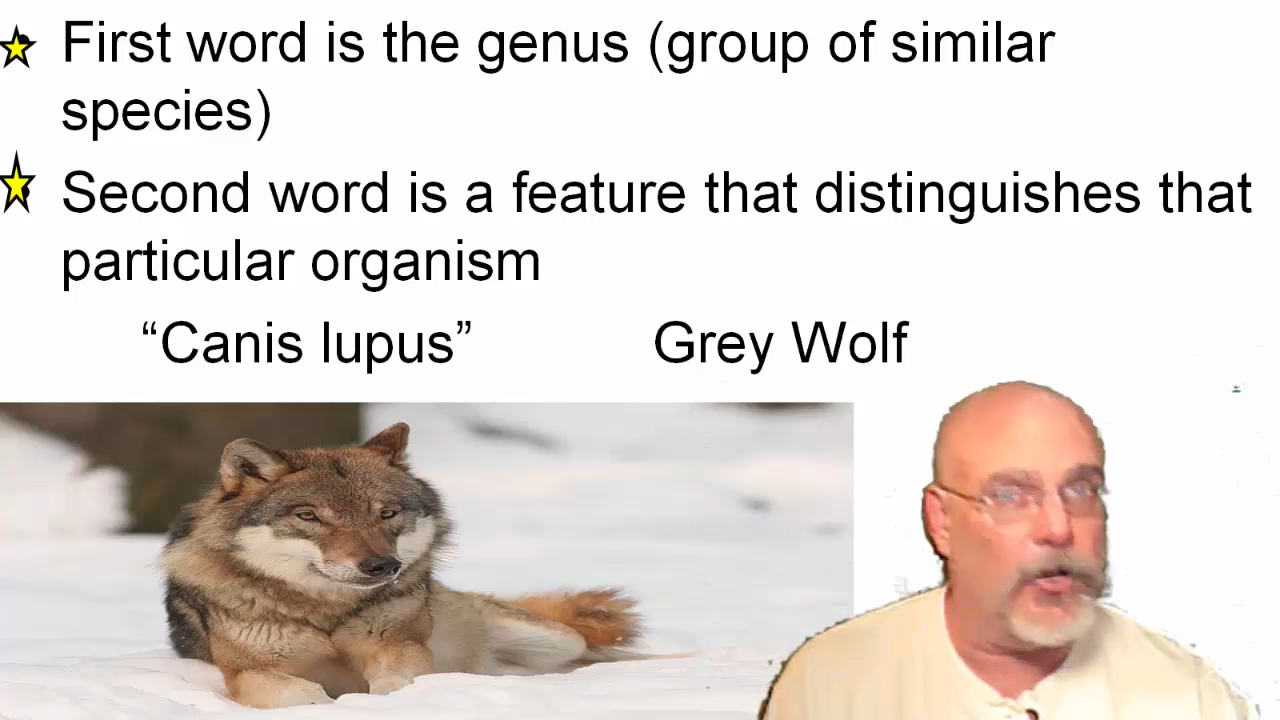 First word is the genus (group of similar
species)
Second word is a feature that distinguishes that
particular organism
“Canis lupus” Grey Wolf